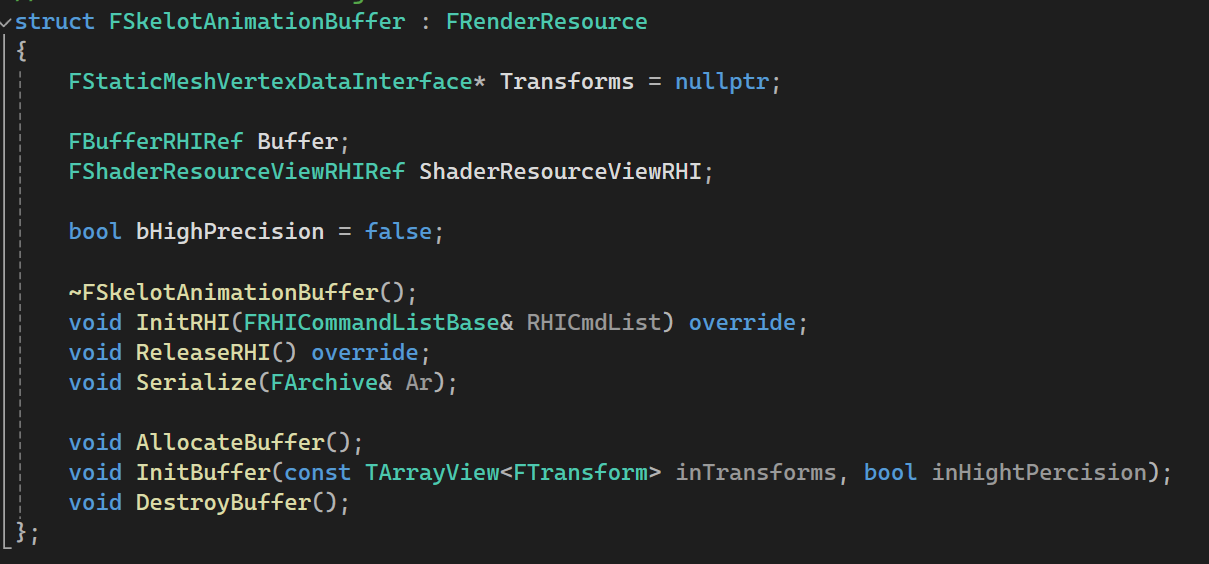 struct FSkelotAnimationBuffer : FRenderResource
{
    FStaticMeshVertexDataInterface* Transforms = nullptr;

    FBufferRHIRef Buffer;
    FShaderResourceViewRHIRef ShaderResourceViewRHI;

    bool bHighPrecision = false;

    ~FSkelotAnimationBuffer();
    void InitRHI(FRHICommandListBase& RHICmdList) override;
    void ReleaseRHI() override;
    void Serialize(FArchive& Ar);

    void AllocateBuffer();
    void InitBuffer(const TArrayView<FTransform> inTransforms, bool inHightPercision);
    void DestroyBuffer();
};